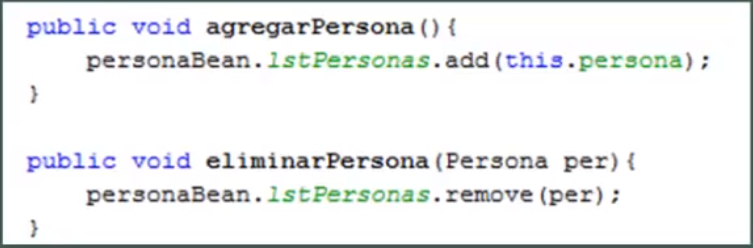 public void agregarPersona(){
personaBean.lstPersonas.add(this.persona);
}
public void eliminarPersona(Persona per){
personaBean.lstPersonas.remove(per);
}